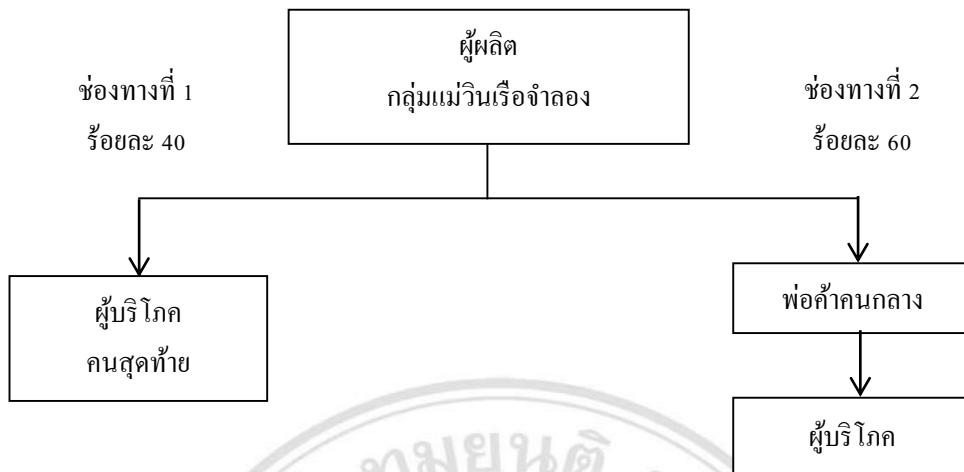 ผู้ผลิต
กลุ่มแม่วินเรือจำลอง
ช่องทางที่ 1
ร้อยละ 40
ช่องทางที่ 2
ร้อยละ 60
ผู้บริโภค
คนสุดท้าย
พ่อค้าคนกลาง
ผู้บริโภค